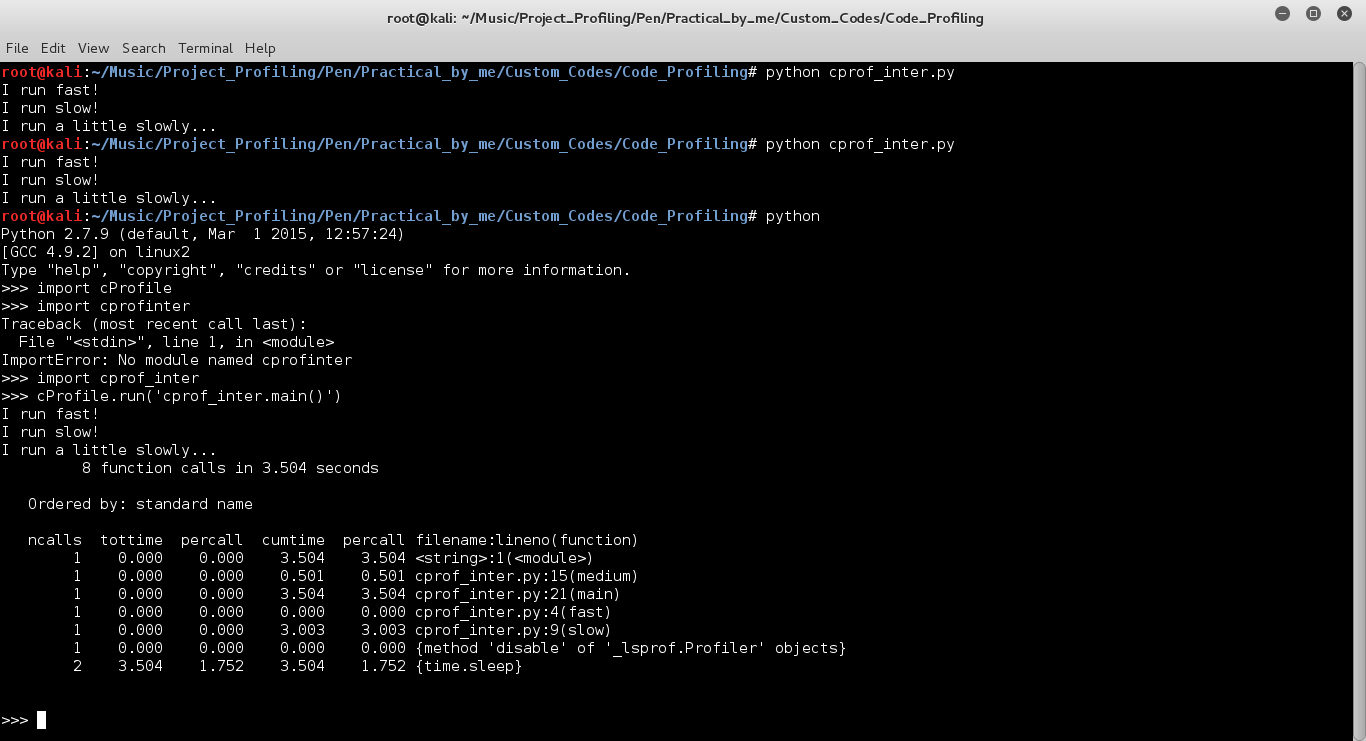 root@kali: ~/Music/Project_Profiling/Pen/Practical_by_me/Custom_Codes/Code_Profiling
File Edit View Search Terminal Help
root@kali:~/Music/Project_Profiling/Pen/Practical_by_me/Custom_Codes/Code_Profiling# python cprof_inter.py
I run fast!
I run slow!
I run a little slowly...
root@kali:~/Music/Project_Profiling/Pen/Practical_by_me/Custom_Codes/Code_Profiling# python cprof_inter.py
I run fast!
I run slow!
I run a little slowly...
root@kali:~/Music/Project_Profiling/Pen/Practical_by_me/Custom_Codes/Code_Profiling# python
Python 2.7.9 (default, Mar  1 2015, 12:57:24)
[GCC 4.9.2] on linux2
Type "help", "copyright", "credits" or "license" for more information.
>>> import cProfile
>>> import cprofinter
Traceback (most recent call last):
  File "<stdin>", line 1, in <module>
ImportError: No module named cprofinter
>>> import cprof_inter
>>> cProfile.run('cprof_inter.main()')
I run fast!
I run slow!
I run a little slowly...
         8 function calls in 3.504 seconds
   Ordered by: standard name
   ncalls  tottime  percall  cumtime  percall filename:lineno(function)
        1    0.000    0.000    3.504    3.504 <string>:1(<module>)
        1    0.000    0.000    0.501    0.501 cprof_inter.py:15(medium)
        1    0.000    0.000    3.504    3.504 cprof_inter.py:21(main)
        1    0.000    0.000    0.000    0.000 cprof_inter.py:4(fast)
        1    0.000    0.000    3.003    3.003 cprof_inter.py:9(slow)
        1    0.000    0.000    0.000    0.000 {method 'disable' of '_lsprof.Profiler' objects}
        2    3.504    1.752    3.504    1.752 {time.sleep}
>>>